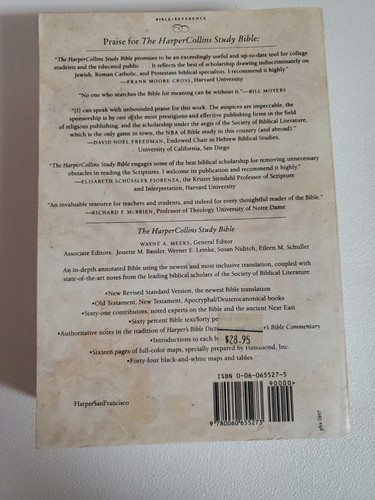 BIBLE/REFERENCE
Praise for The HarperCollins Study Bible:
"The HarperCollins Study Bible promises to be an exceedingly useful and up-to-date tool for college
students and the educated public. . . . It reflects the best of scholarship drawing indiscriminately on
Jewish, Roman Catholic, and Protestant biblical specialists. I recommend it highly."
—FRANK MOORE CROSS, Harvard University
"No one who searches the Bible for meaning can be without it."—BILL MOYERS
"[I] can speak with unbounded praise for this work. The auspices are impeccable, the
sponsorship is by one of the most prestigious and effective publishing firms in the field
of religious publishing, and the scholarship under the aegis of the Society of Biblical Literature,
which is the only game in town, the NBA of Bible study in this country (and abroad)."
—DAVID NOEL FREEDMAN, Endowed Chair in Hebrew Biblical Studies,
University of California, San Diego
"The HarperCollins Study Bible engages some of the best biblical scholarship for removing unnecessary
obstacles in reading the Scriptures. I welcome its publication and recommend it highly."
—ELISABETH SCHÜSSLER FIORENZA, the Krister Stendahl Professor of Scripture
and Interpretation, Harvard University
"An invaluable resource for teachers and students, and indeed for every thoughtful reader of the Bible."
—RICHARD P. McBRIEN, Professor of Theology, University of Notre Dame
The HarperCollins Study Bible
WAYNE A. MEEKS, General Editor
Associate Editors: Jouette M. Bassler, Werner E. Lemke, Susan Niditch, Eileen M. Schuller
An in-depth annotated Bible using the newest and most inclusive translation, coupled with
state-of-the-art notes from the leading biblical scholars of the Society of Biblical Literature.
•New Revised Standard Version, the newest Bible translation
•Old Testament, New Testament, Apocryphal/Deuterocanonical books
•Sixty-one contributors, noted experts on the Bible and the ancient Near East
•Sixty percent Bible text/forty pe
•Authoritative notes in the tradition of Harper's Bible Dicti r's Bible Commentary
•Introductions to each b
$28.95
•Sixteen pages of full-color maps, specially prepared by Hammond, Inc.
•Forty-four black-and-white maps and tables
ISBN 0-06-065527-5
90000>
9 780060 655273
HarperSanFrancisco